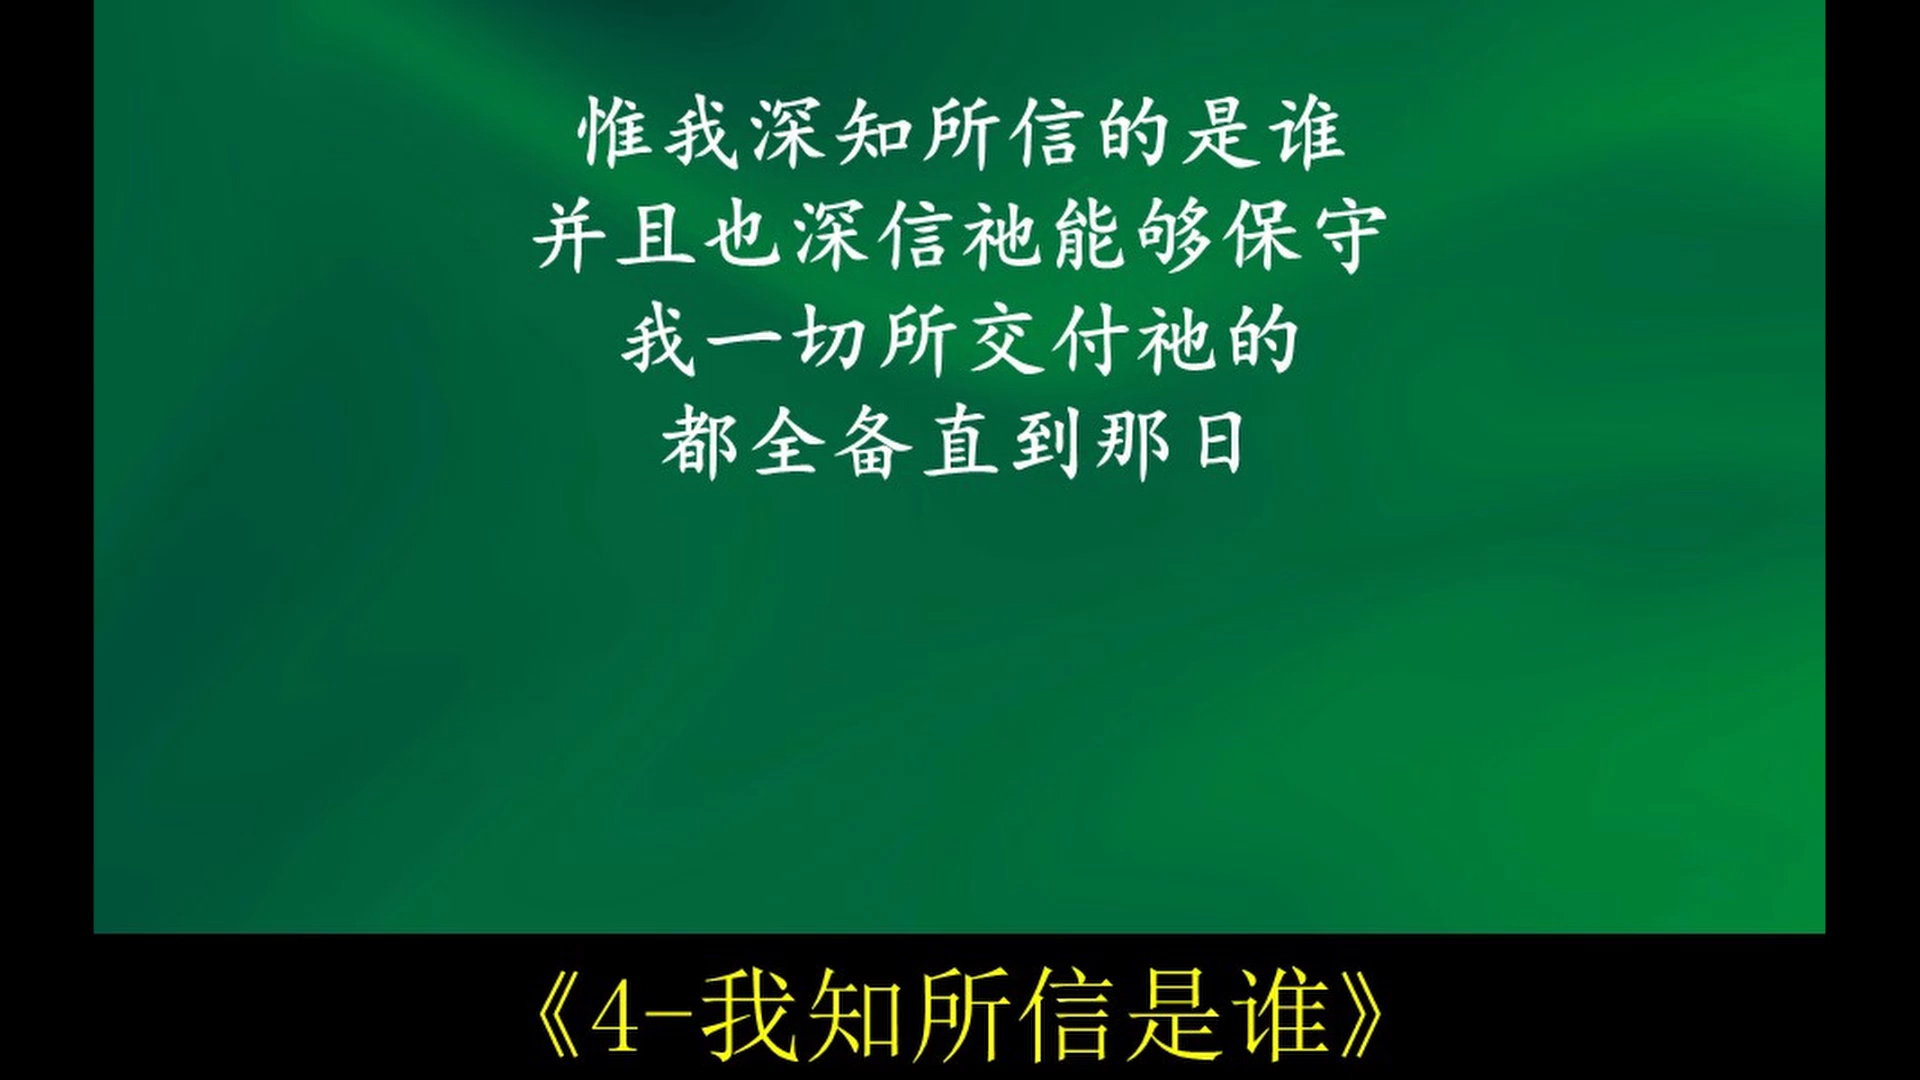 惟我深知所信的是谁
并且也深信祂能够保守
我一切所交付祂的
都全备直到那日
《4-我知所信是谁》